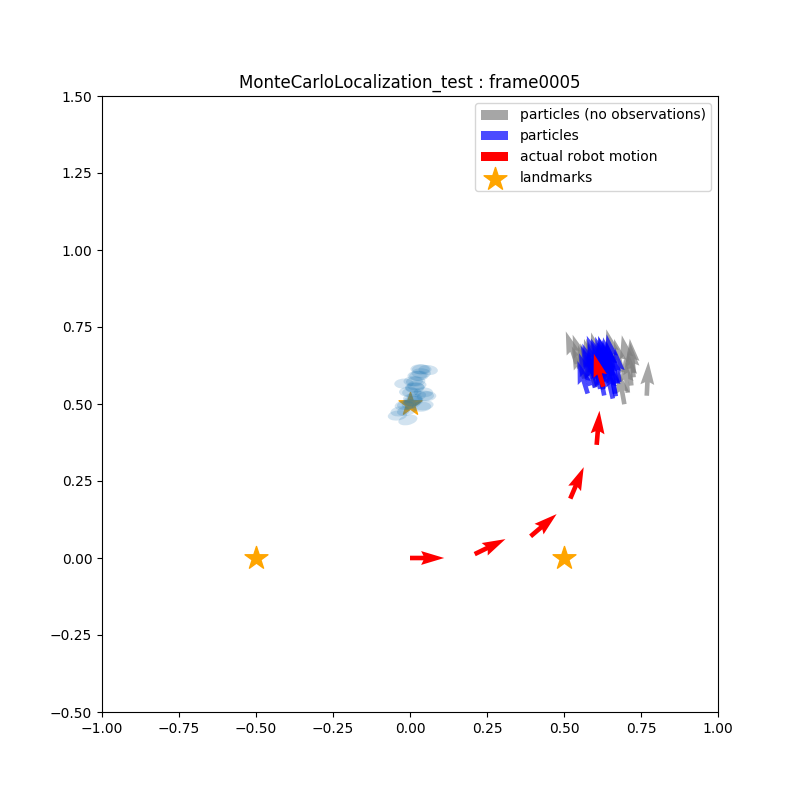 MonteCarloLocalization_test : frame0005
particles (no observations)
particles
actual robot motion
landmarks
1.50
1.25
1.00
0.75
0.50
0.25
0.00
−0.25
−0.50
−1.00 −0.75 −0.50 −0.25 0.00 0.25 0.50 0.75 1.00